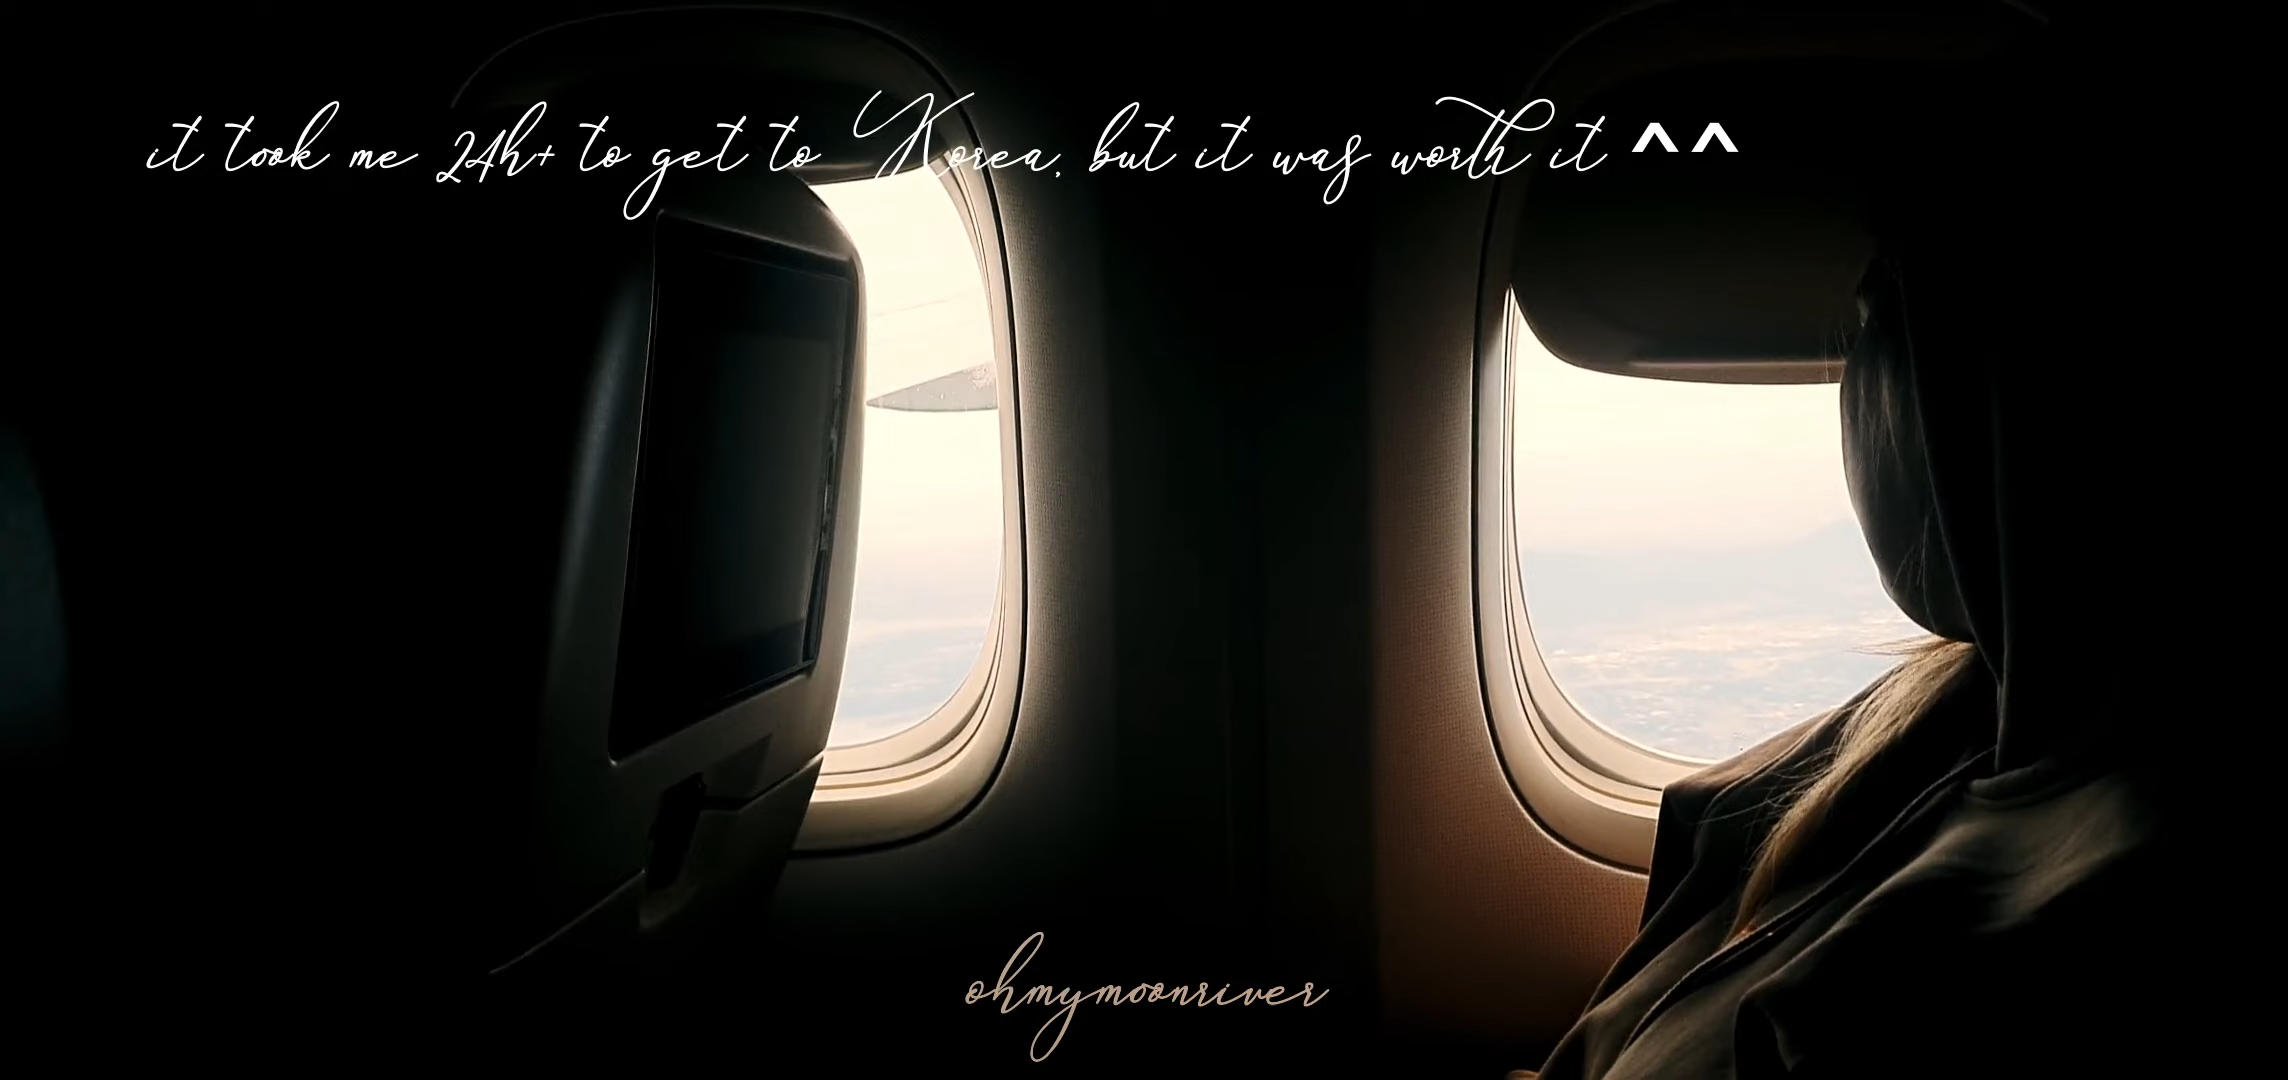 it took me 24h+ to get to Korea, but it was worth it ^^
ohmymoonriver